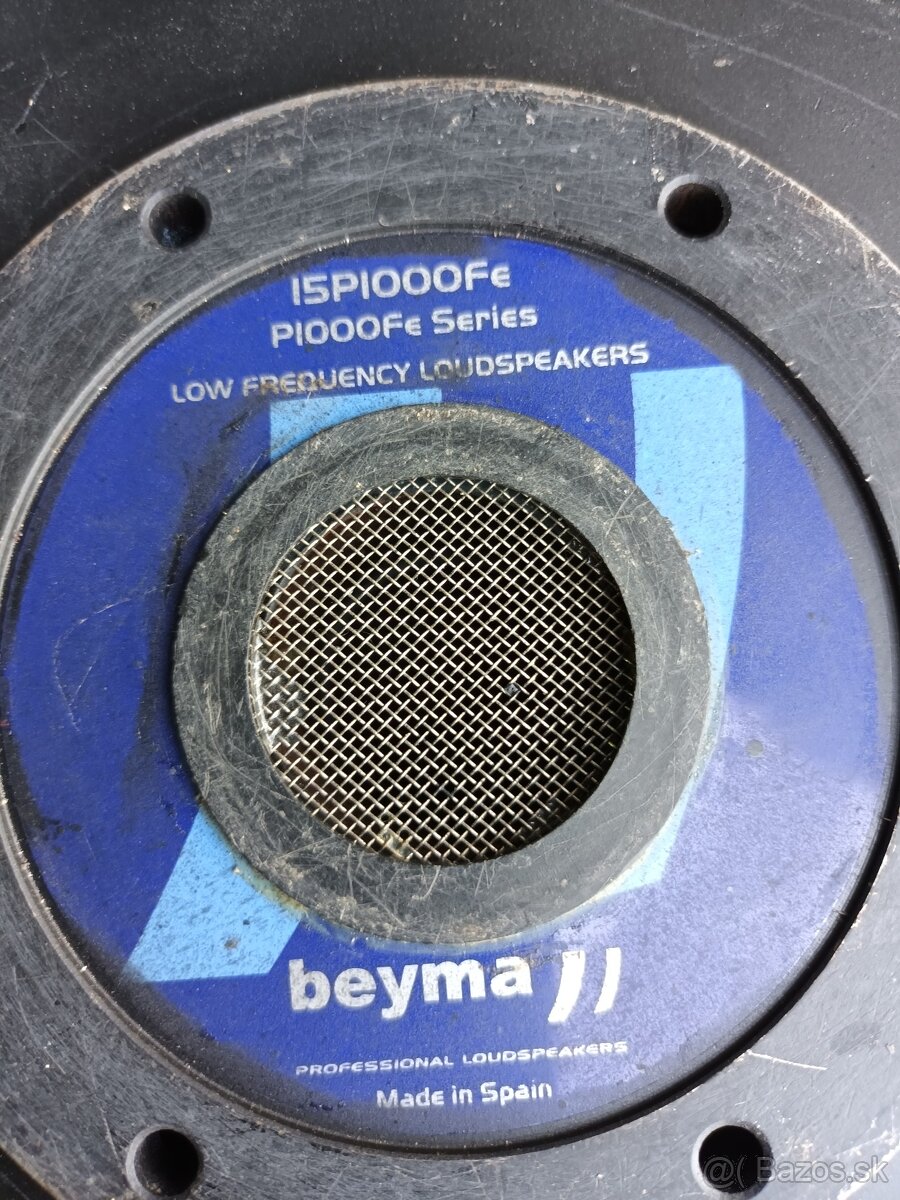 15P1000Fe
P1000Fe Series
LOW FREQUENCY LOUDSPEAKERS
beyma
PROFESSIONAL LOUDSPEAKERS
Made in Spain
@( Bazos.sk